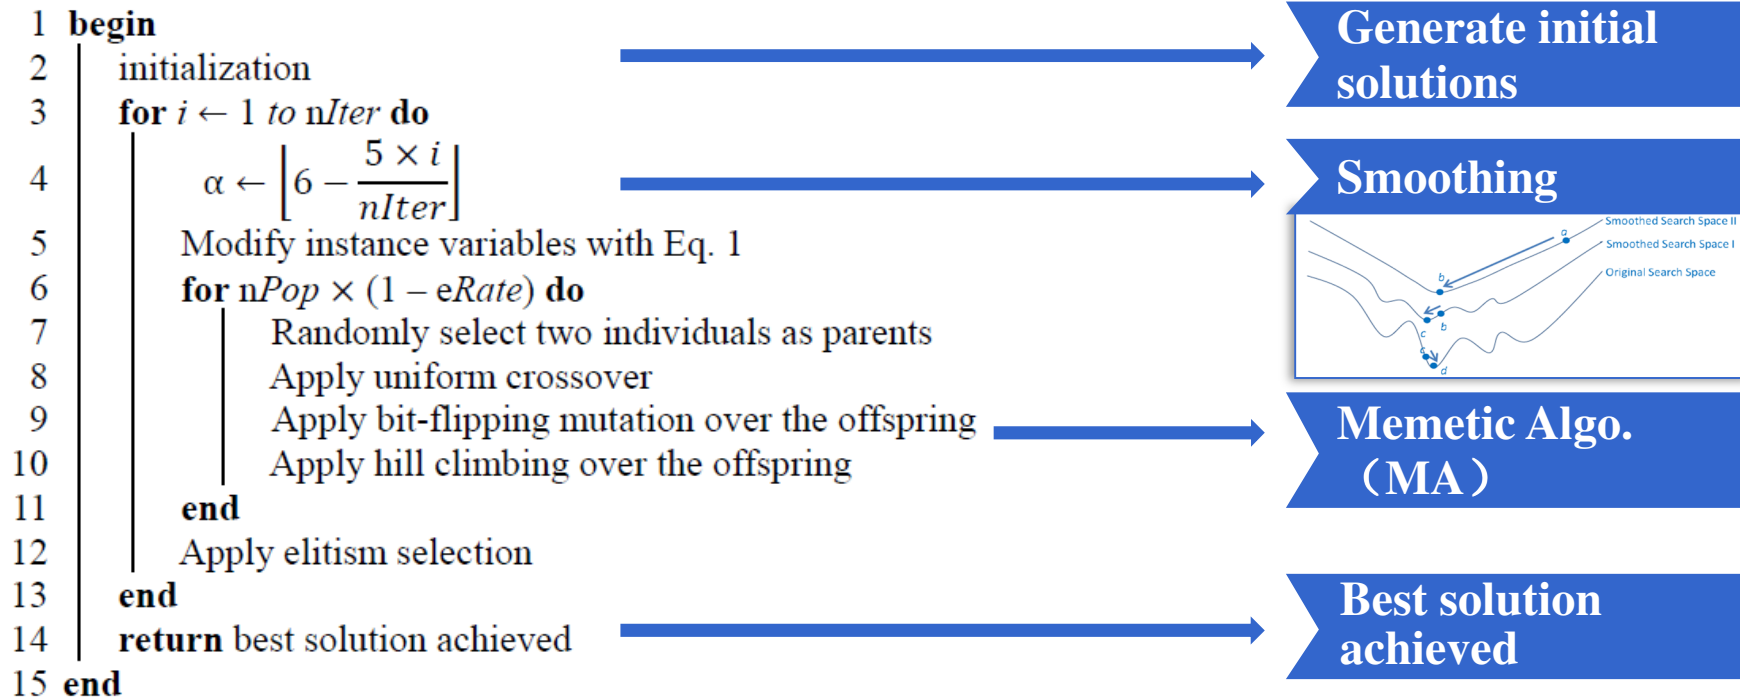 1 begin
2 initialization
3 for i ← 1 to nIter do
4 α ← ⌊6 − (5 × i)/nIter⌋
5 Modify instance variables with Eq. 1
6 for nPop × (1 – eRate) do
7 Randomly select two individuals as parents
8 Apply uniform crossover
9 Apply bit-flipping mutation over the offspring
10 Apply hill climbing over the offspring
11 end
12 Apply elitism selection
13 end
14 return best solution achieved
15 end
Generate initial
solutions
Smoothing
Smoothed Search Space II
Smoothed Search Space I
Original Search Space
a
b
b
c
c
d
Memetic Algo.
（MA）
Best solution
achieved